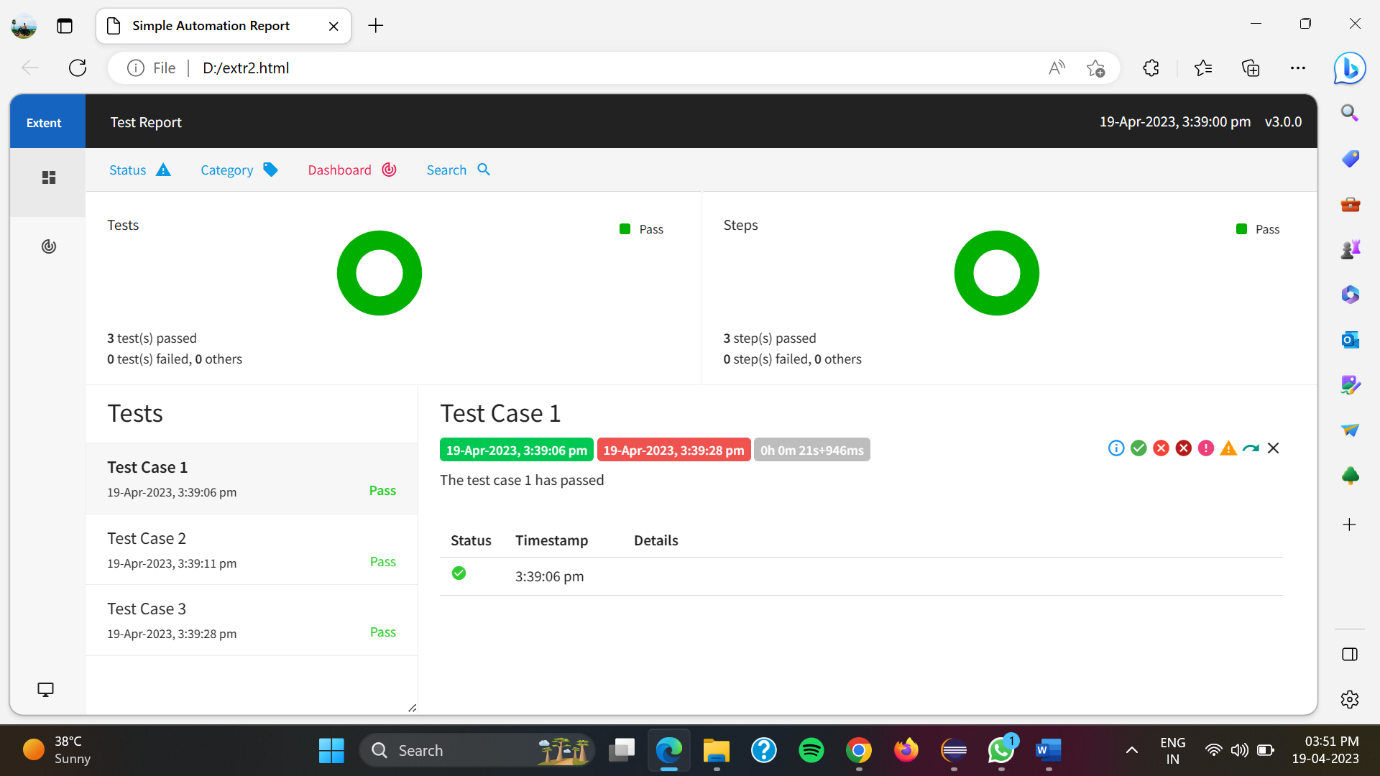 Simple Automation Report
File
D:/extr2.html
Extent
Test Report
19-Apr-2023, 3:39:00 pm v3.0.0
Status Category Dashboard Search
Tests
Pass
3 test(s) passed
0 test(s) failed, 0 others
Steps
Pass
3 step(s) passed
0 step(s) failed, 0 others
Tests
Test Case 1
19-Apr-2023, 3:39:06 pm Pass
Test Case 2
19-Apr-2023, 3:39:11 pm Pass
Test Case 3
19-Apr-2023, 3:39:28 pm Pass
Test Case 1
19-Apr-2023, 3:39:06 pm 19-Apr-2023, 3:39:28 pm 0h 0m 21s+946ms
The test case 1 has passed
Status Timestamp Details
3:39:06 pm
38°C
Sunny
Search
1
ENG
IN
03:51 PM
19-04-2023